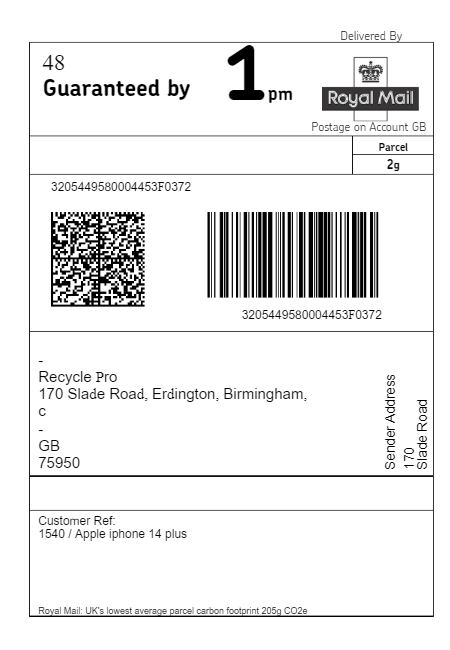 Delivered By
48
Guaranteed by 1pm
Royal Mail
Postage on Account GB
Parcel
2g
3205449580004453F0372
3205449580004453F0372
-
Recycle Pro
170 Slade Road, Erdington, Birmingham,
c
-
GB
75950
Sender Address
170
Slade Road
Customer Ref:
1540 / Apple iphone 14 plus
Royal Mail: UK's lowest average parcel carbon footprint 205g CO2e